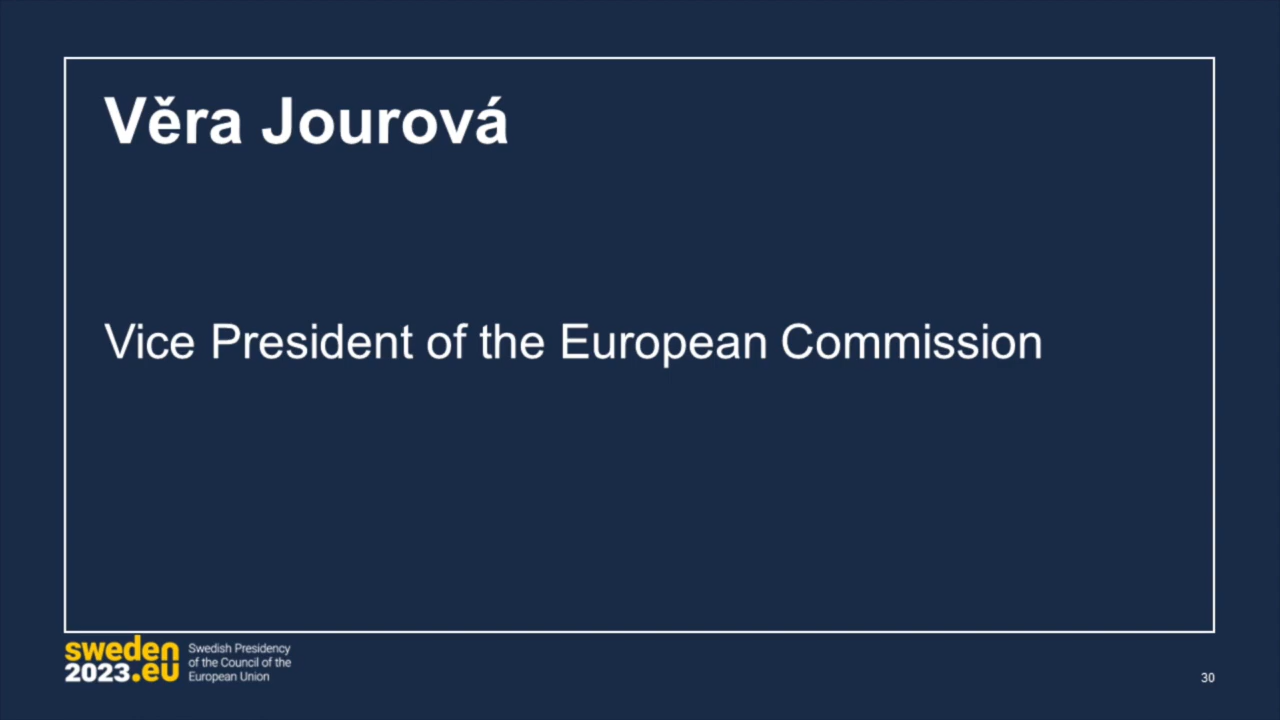 Věra Jourová
Vice President of the European Commission
sweden
2023.eu
Swedish Presidency
of the Council of the
European Union
30